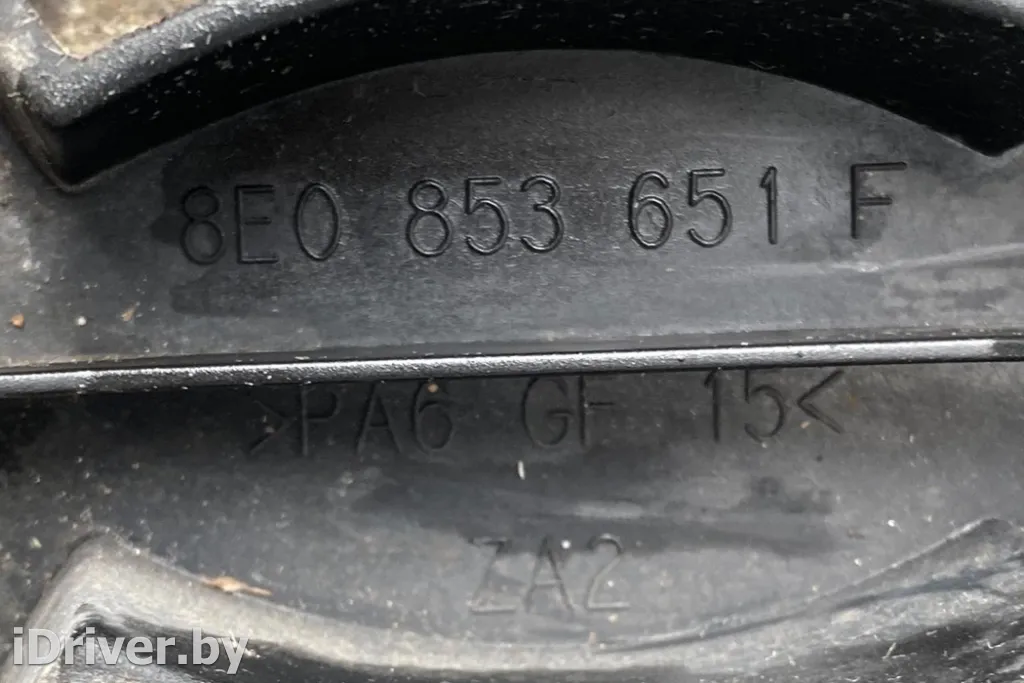 8E0 853 651 F
>PA6 GF 15<
ZA2
iDriver.by